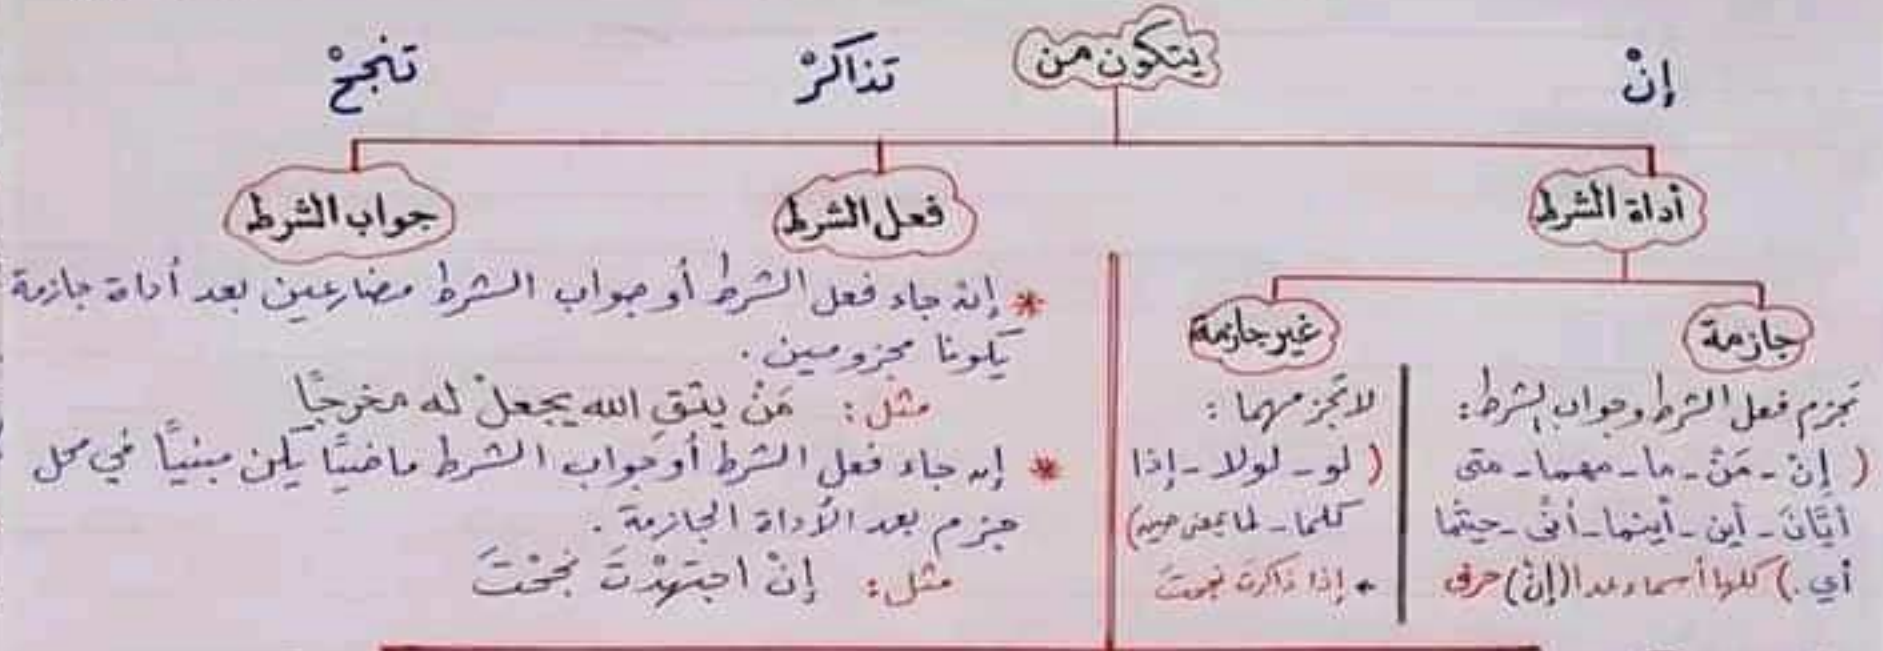 يتكون من
إنْ
تذاكرْ
تنجحْ
أداة الشرط
فعل الشرط
جواب الشرط
جازمة
غير جازمة
تجزم فعل الشرط وجواب الشرط:
( إنْ - مَنْ - ما - مهما - متى
أيَّانَ - أين - أينما - أنَّى - حيثما
أي .) كلها أسماء عدا (إنْ) حرف
لا تجزمهما :
( لو - لولا - إذا
كلما - لما بمعنى حين)
← إذا ذاكرت نجحت
* إن جاء فعل الشرط أو جواب الشرط مضارعين بعد أداة جازمة
يكونا مجزومين .
مثل : مَنْ يتق الله يجعلْ له مخرجًا
* إن جاء فعل الشرط أو جواب الشرط ماضيًا يكن مبنيًا في محل
جزم بعد الأداة الجازمة .
مثل : إنْ اجتهدْتَ نجحْتَ